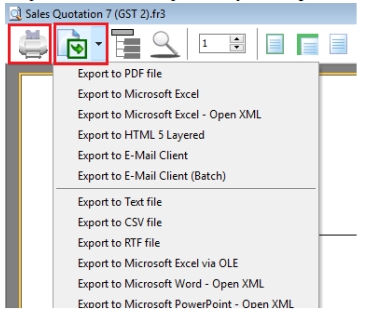 Sales Quotation 7 (GST 2).fr3
1
Export to PDF file
Export to Microsoft Excel
Export to Microsoft Excel - Open XML
Export to HTML 5 Layered
Export to E-Mail Client
Export to E-Mail Client (Batch)
Export to Text file
Export to CSV file
Export to RTF file
Export to Microsoft Excel via OLE
Export to Microsoft Word - Open XML
Export to Microsoft PowerPoint - Open XML